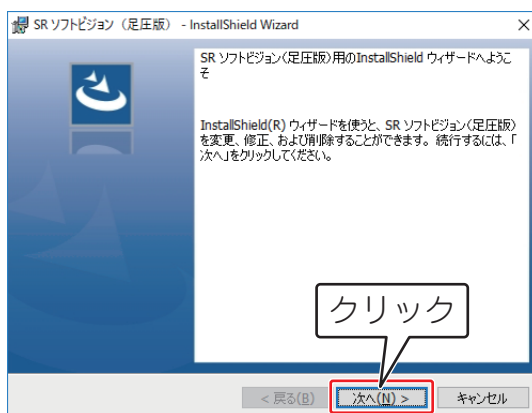 SR ソフトビジョン（足圧版） - InstallShield Wizard
SR ソフトビジョン(足圧版)用のInstallShield ウィザードへようこ
そ
InstallShield(R) ウィザードを使うと、SR ソフトビジョン(足圧版)
を変更、修正、および削除することができます。続行するには、「
次へ」をクリックしてください。
クリック
< 戻る(B)
次へ(N) >
キャンセル